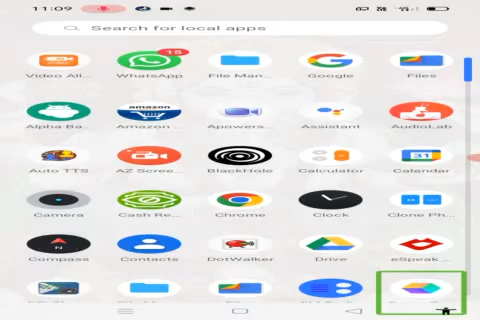 11:09
Search for local apps
15
Video All... WhatsApp File Man... Google Files
amazon
Alpha Ba... Amazon ... Apowers... Assistant AudioLab
31
Auto TTS AZ Scree... BlackHole Calculator Calendar
Camera Cash Re... Chrome Clock Clone Ph...
N
Compass Contacts DotWalker Drive eSpeak ...